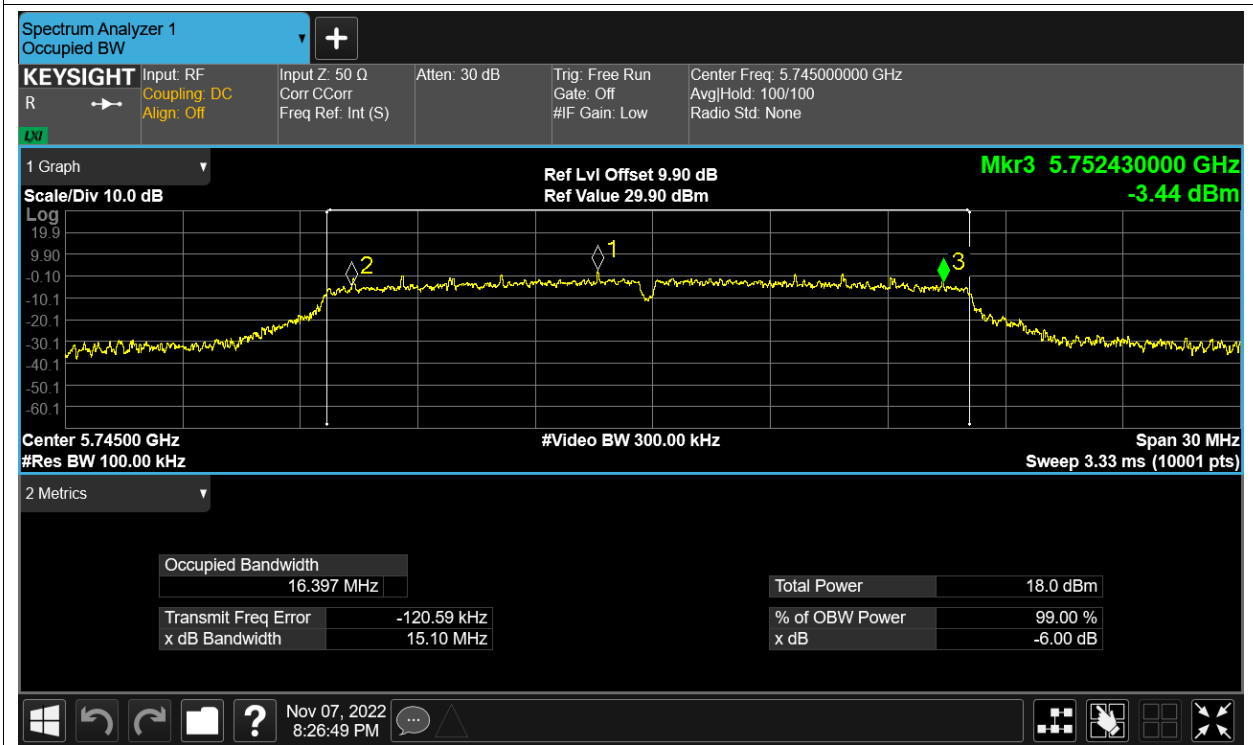 Spectrum Analyzer 1
Occupied BW
KEYSIGHT
R
LXI
Input: RF
Coupling: DC
Align: Off
Input Z: 50 Ω
Corr CCorr
Freq Ref: Int (S)
Atten: 30 dB
Trig: Free Run
Gate: Off
#IF Gain: Low
Center Freq: 5.745000000 GHz
Avg|Hold: 100/100
Radio Std: None
1 Graph
Scale/Div 10.0 dB
Ref Lvl Offset 9.90 dB
Ref Value 29.90 dBm
Mkr3 5.752430000 GHz
-3.44 dBm
Log
19.9
9.90
-0.10
-10.1
-20.1
-30.1
-40.1
-50.1
-60.1
2
1
3
Center 5.74500 GHz
#Video BW 300.00 kHz
Span 30 MHz
#Res BW 100.00 kHz
Sweep 3.33 ms (10001 pts)
2 Metrics
Occupied Bandwidth
16.397 MHz
Transmit Freq Error -120.59 kHz
x dB Bandwidth 15.10 MHz
Total Power 18.0 dBm
% of OBW Power 99.00 %
x dB -6.00 dB
?
Nov 07, 2022
8:26:49 PM